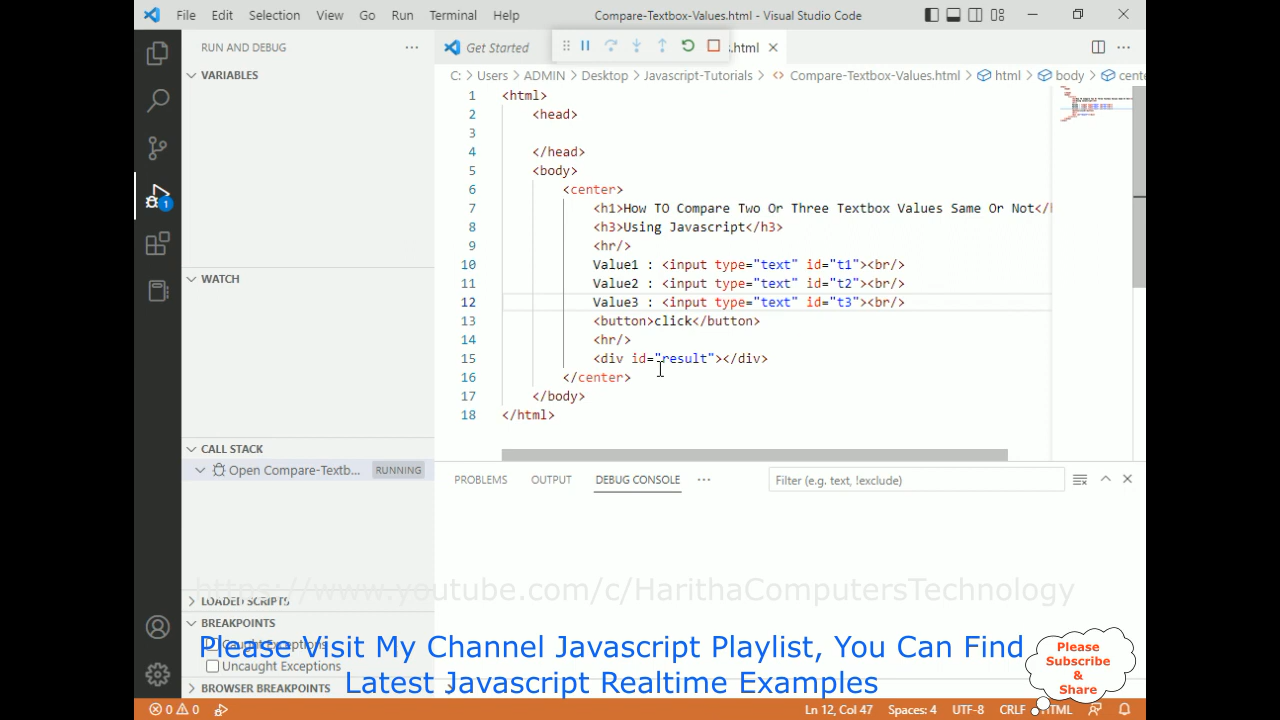 File Edit Selection View Go Run Terminal Help Compare-Textbox-Values.html - Visual Studio Code
RUN AND DEBUG
Get Started
s.html
C: > Users > ADMIN > Desktop > Javascript-Tutorials > Compare-Textbox-Values.html > html > body > cente
VARIABLES
1 <html>
2 <head>
3
4 </head>
5 <body>
6 <center>
7 <h1>How TO Compare Two Or Three Textbox Values Same Or Not</h
8 <h3>Using Javascript</h3>
9 <hr/>
10 Value1 : <input type="text" id="t1"><br/>
11 Value2 : <input type="text" id="t2"><br/>
12 Value3 : <input type="text" id="t3"><br/>
13 <button>click</button>
14 <hr/>
15 <div id="result"></div>
16 </center>
17 </body>
18 </html>
1
WATCH
CALL STACK
Open Compare-Textb... RUNNING
PROBLEMS OUTPUT DEBUG CONSOLE Filter (e.g. text, !exclude)
https://www.youtube.com/c/HarithaComputersTechnology
LOADED SCRIPTS
BREAKPOINTS
Caught Exceptions
Uncaught Exceptions
BROWSER BREAKPOINTS
Please Visit My Channel Javascript Playlist, You Can Find
Latest Javascript Realtime Examples
Please
Subscribe
&
Share
0 0 Ln 12, Col 47 Spaces: 4 UTF-8 CRLF HTML